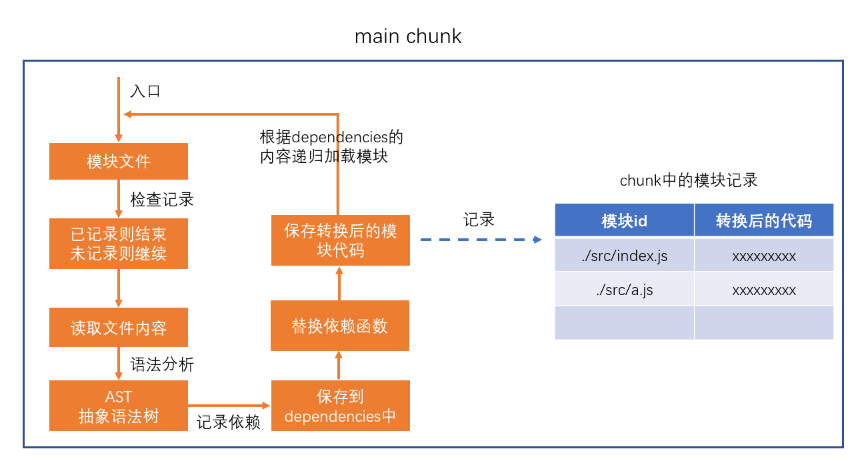 main chunk
入口
模块文件
检查记录
已记录则结束
未记录则继续
读取文件内容
语法分析
AST
抽象语法树
记录依赖
保存到
dependencies中
替换依赖函数
保存转换后的模
块代码
根据dependencies的
内容递归加载模块
记录
chunk中的模块记录
模块id 转换后的代码
./src/index.js xxxxxxxxx
./src/a.js xxxxxxxxx